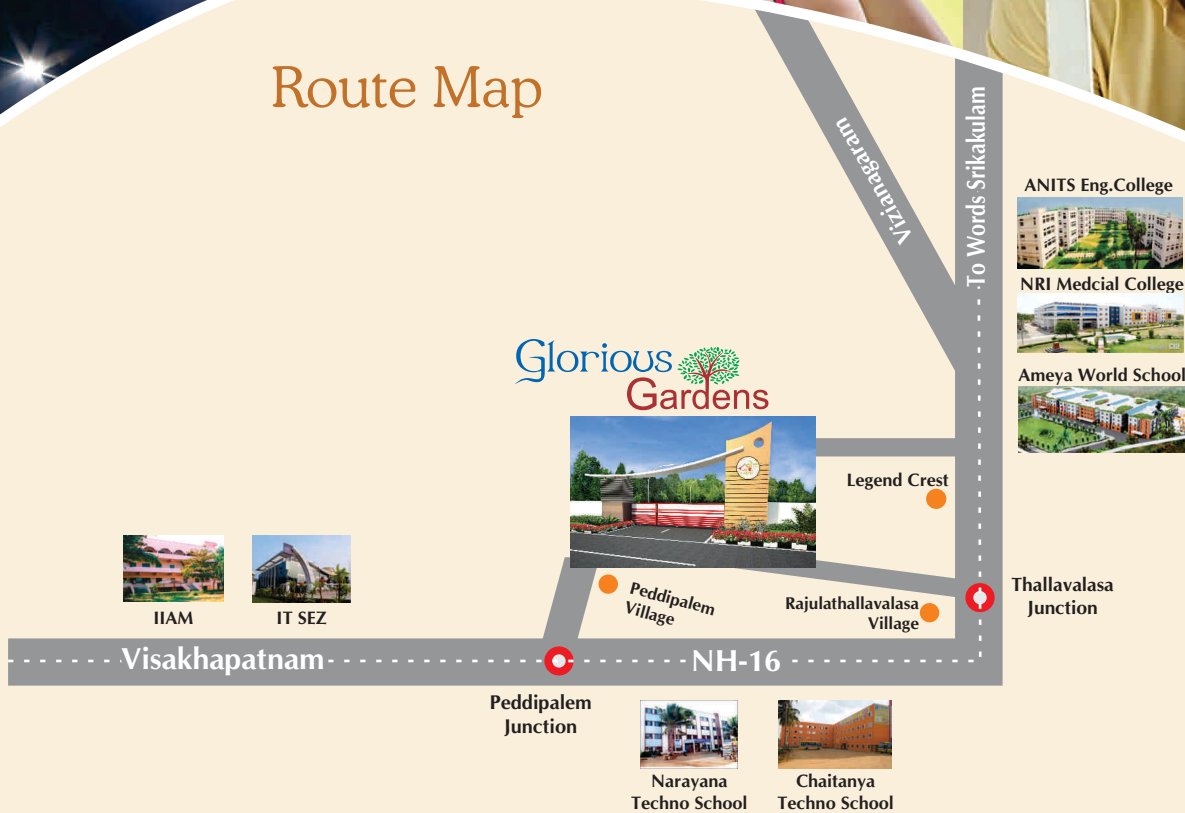 Route Map
Vizianagaram
To Words Srikakulam
ANITS Eng.College
NRI Medcial College
Ameya World School
Glorious
Gardens
Legend Crest
IIAM
IT SEZ
Peddipalem
Village
Rajulathallavalasa
Village
Thallavalasa
Junction
Visakhapatnam
NH-16
Peddipalem
Junction
Narayana
Techno School
Chaitanya
Techno School